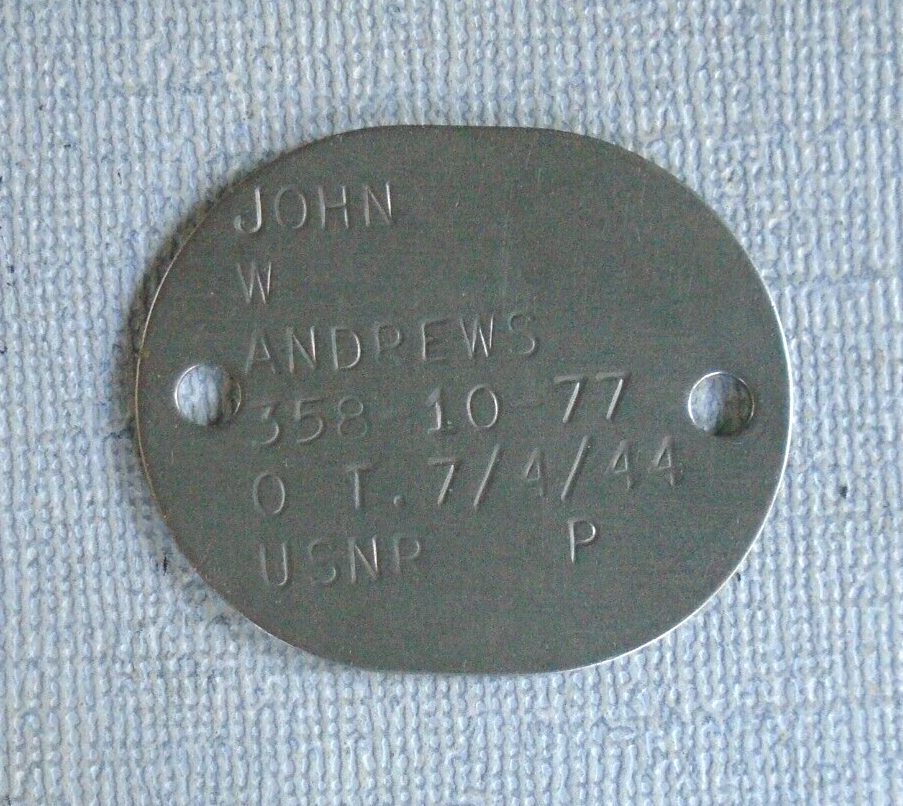 JOHN
W
ANDREWS
358-10-77
O T. 7/4/44
USNR P